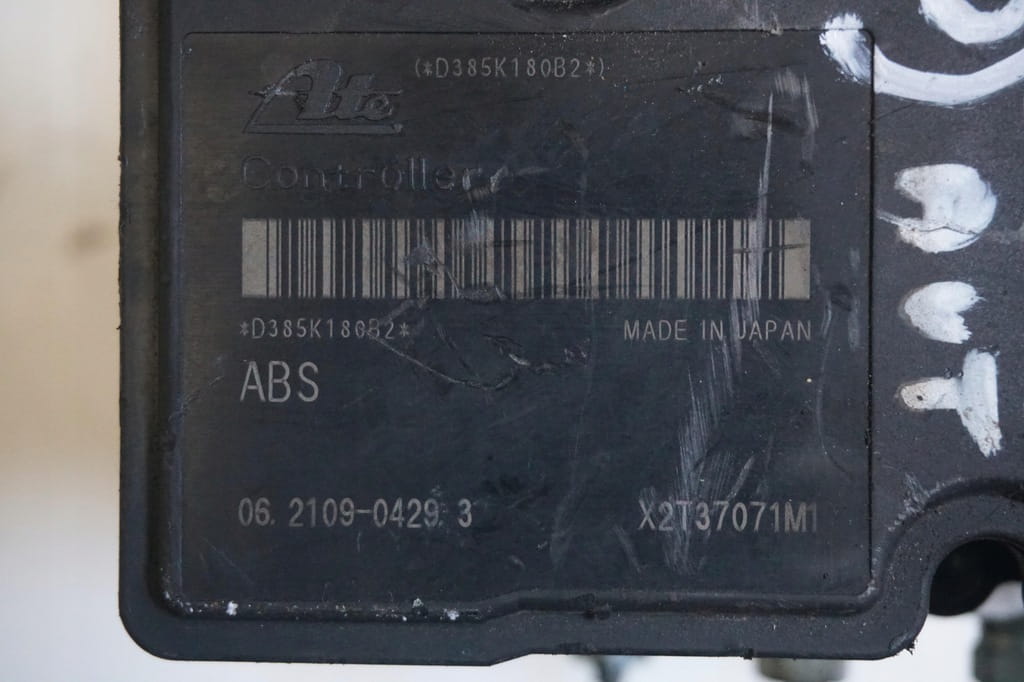 (*D385K180B2*)
Ate
Controller
*D385K180B2*
MADE IN JAPAN
ABS
06.2109-0429.3
X2T37071M1